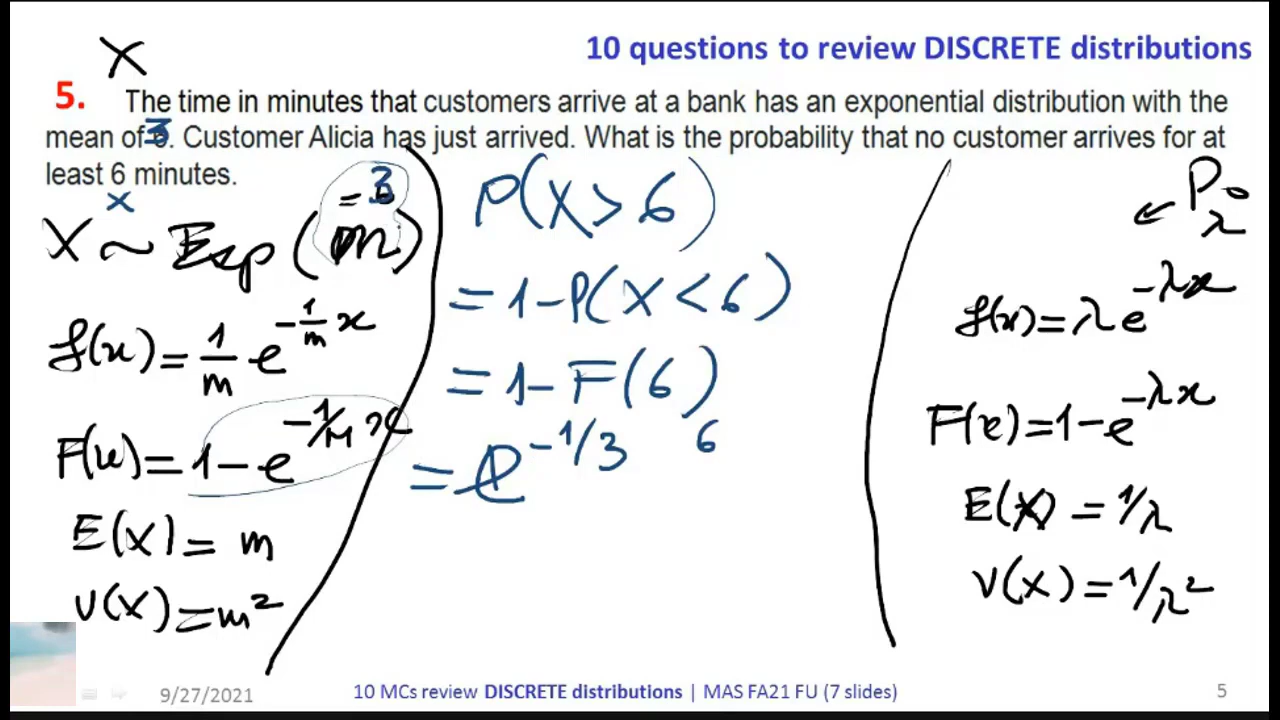 X
10 questions to review DISCRETE distributions
5. The time in minutes that customers arrive at a bank has an exponential distribution with the
mean of 3. Customer Alicia has just arrived. What is the probability that no customer arrives for at
least 6 minutes.
x
= 3
X ~ Exp (m)
f(x) = 1/m e^{-1/m x}
F(x) = 1 - e^{-1/m x}
E(X) = m
V(X) = m²
P(X > 6)
= 1 - P(X < 6)
= 1 - F(6)
= e^{-1/3 6}
← Po
λ
f(x) = λ e^{-λx}
F(x) = 1 - e^{-λx}
E(X) = 1/λ
V(X) = 1/λ²
9/27/2021
10 MCs review DISCRETE distributions | MAS FA21 FU (7 slides)
5